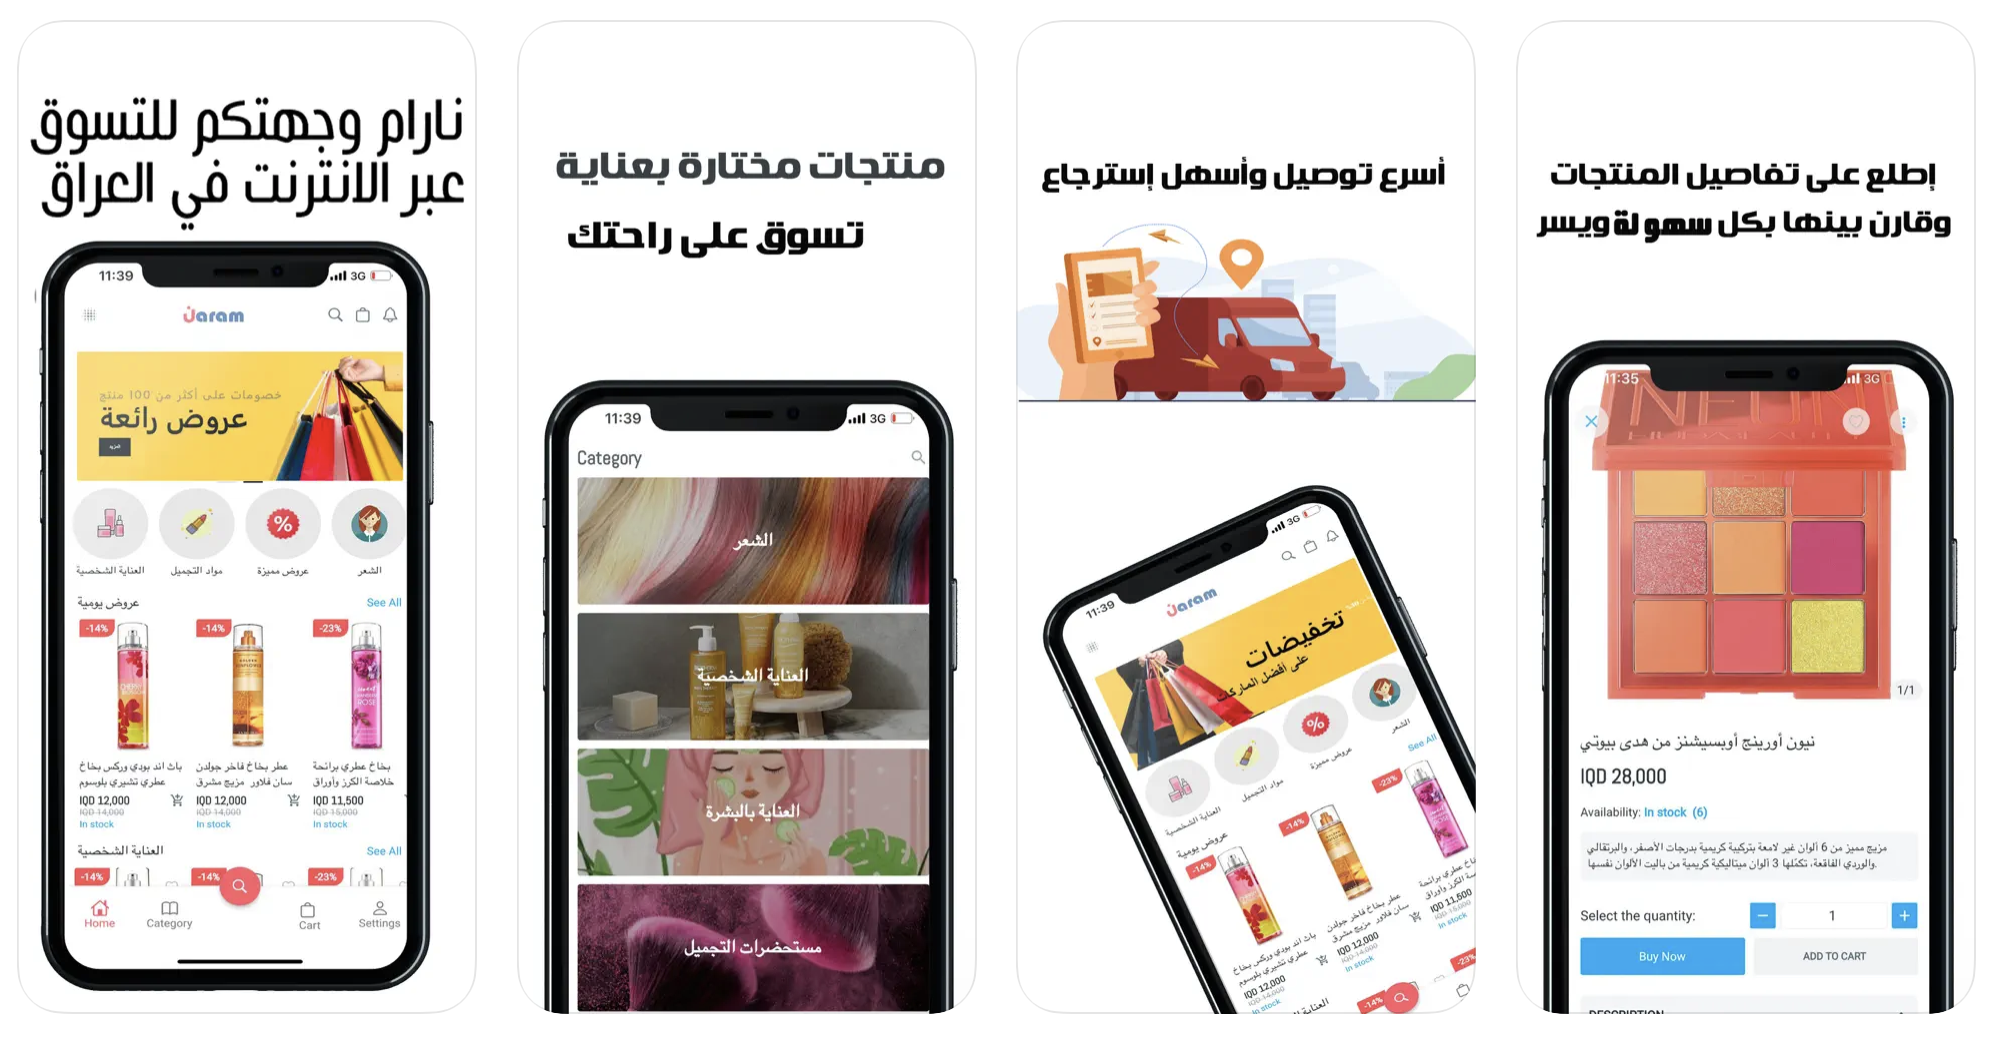 نارام وجهتكم للتسوق
عبر الانترنت في العراق
11:39
3G
naram
خصومات على أكثر من 100 منتج
عروض رائعة
المزيد
العناية الشخصية
مواد التجميل
عروض مميزة
الشعر
عروض يومية
See All
-14%
-14%
-23%
باث اند بودي وركس بخاخ
عطري تشيري بلوسوم
IQD 12,000
IQD 14,000
In stock
عطر بخاخ فاخر جولدن
سان فلاور مزيج مشرق
IQD 12,000
IQD 14,000
In stock
بخاخ عطري برائحة
خلاصة الكرز وأوراق
IQD 11,500
IQD 15,000
In stock
العناية الشخصية
See All
-14%
-14%
-23%
Home
Category
Cart
Settings
منتجات مختارة بعناية
تسوق على راحتك
11:39
3G
Category
الشعر
العناية الشخصية
العناية بالبشرة
مستحضرات التجميل
أسرع توصيل وأسهل إسترجاع
11:39
3G
naram
تخفيضات
على أفضل الماركات
العناية الشخصية
مواد التجميل
عروض مميزة
الشعر
عروض يومية
See All
-14%
-14%
-23%
باث اند بودي وركس بخاخ
عطري تشيري بلوسوم
IQD 12,000
IQD 14,000
In stock
عطر بخاخ فاخر جولدن
سان فلاور مزيج مشرق
IQD 12,000
IQD 14,000
In stock
عطري برائحة
الكرز وأوراق
IQD 11,500
IQD 15,000
In stock
العناية الشخصية
-14%
-23%
إطلع على تفاصيل المنتجات
وقارن بينها بكل سهولة ويسر
11:35
3G
NEON
1/1
نيون أورينج أوبسيشنز من هدى بيوتي
IQD 28,000
Availability: In stock (6)
مزيج مميز من 6 ألوان غير لامعة بتركيبة كريمية بدرجات الأصفر، والبرتقالي
والوردي الفاقعة، تكمّلها 3 ألوان ميتاليكية كريمية من باليت الألوان نفسها.
Select the quantity:
1
Buy Now
ADD TO CART
DESCRIPTION